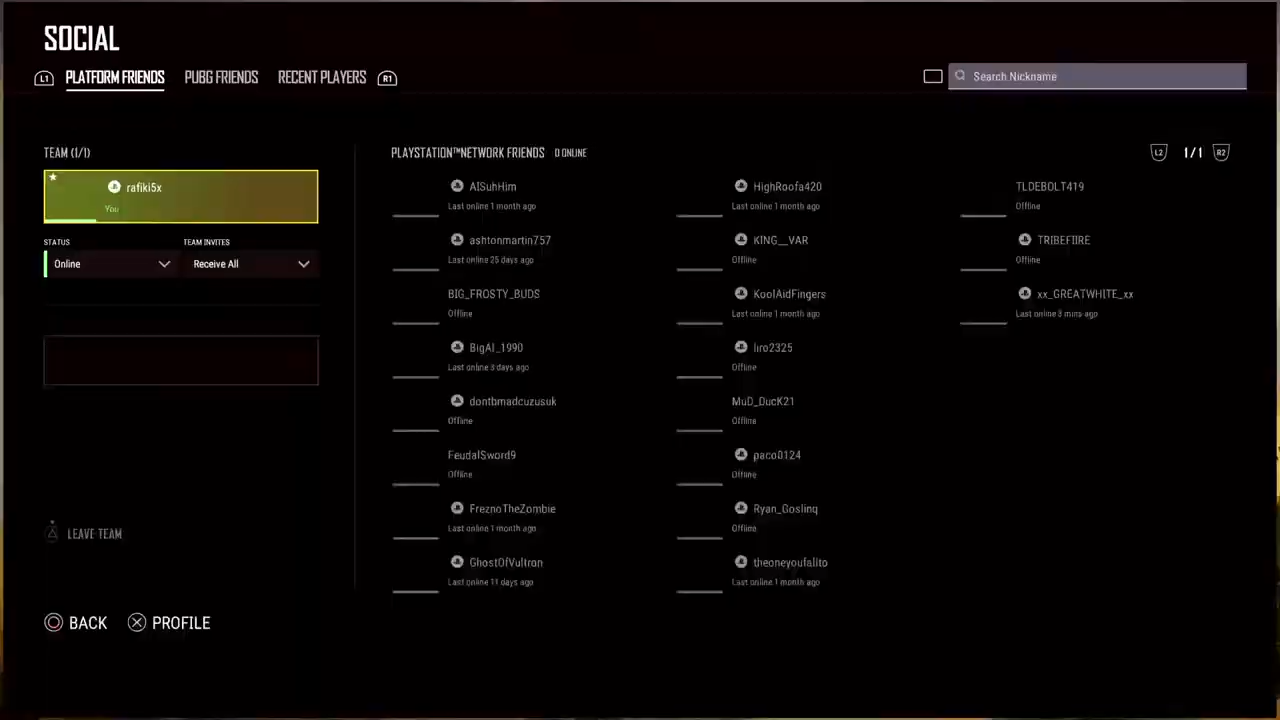 SOCIAL
L1 PLATFORM FRIENDS PUBG FRIENDS RECENT PLAYERS R1
Search Nickname
TEAM (1/1)
rafiki5x
You
STATUS TEAM INVITES
Online Receive All
LEAVE TEAM
PLAYSTATION™NETWORK FRIENDS 0 ONLINE
L2 1/1 R2
AlSuhHim
Last online 1 month ago
ashtonmartin757
Last online 25 days ago
BIG_FROSTY_BUDS
Offline
BigAl_1990
Last online 3 days ago
dontbmadcuzusuk
Offline
FeudalSword9
Offline
FreznoTheZombie
Last online 1 month ago
GhostOfVultron
Last online 11 days ago
HighRoofa420
Last online 1 month ago
KING__VAR
Offline
KoolAidFingers
Last online 1 month ago
liro2325
Offline
MuD_DucK21
Offline
paco0124
Offline
Ryan_Goslinq
Offline
theoneyoufalito
Last online 1 month ago
TLDEBOLT419
Offline
TRIBEFIIRE
Offline
xx_GREATWHITE_xx
Last online 3 mins ago
BACK PROFILE